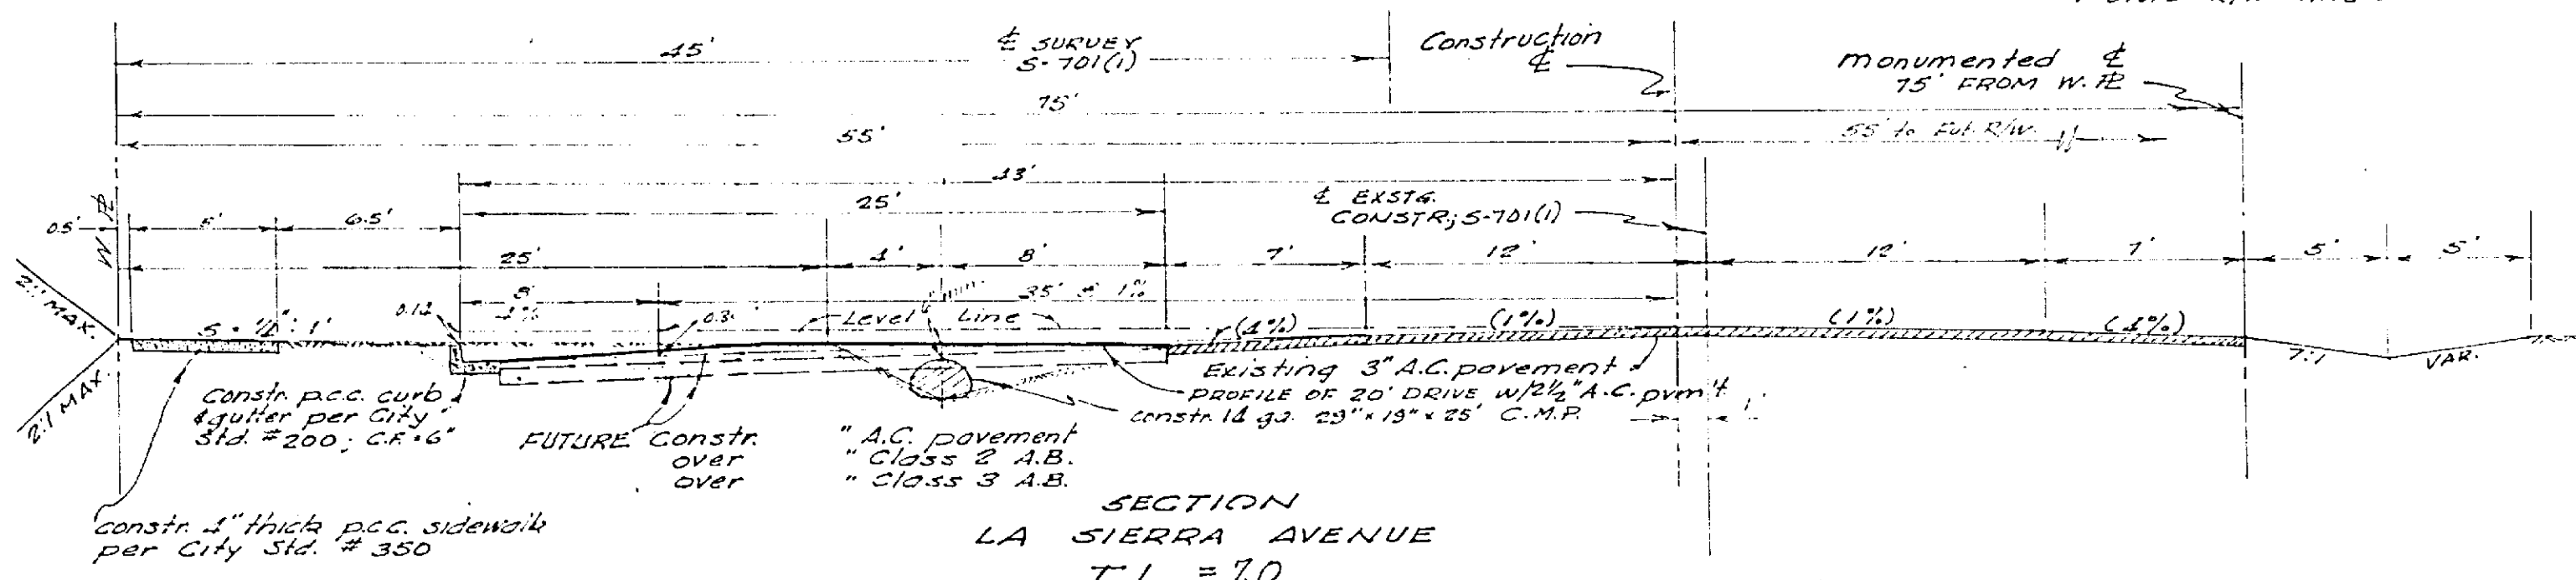 45'
℄ SURVEY
S-701(1)
Construction
℄
monumented ℄
75' FROM W. ⅊
75'
55'
55' to Fut. R/W
43'
℄ EXSTG.
CONSTR; S-701(1)
25'
0.5'
W ⅊
5'
6.5'
25'
4'
8'
7'
12'
12'
7'
5'
5'
8'
4%
35' @ 1%
2:1 MAX.
S = 1/4" : 1'
0.12
Level Line
(4%)
(1%)
(1%)
(4%)
7:1
VAR.
2:1 MAX.
Constr. p.c.c. curb
& gutter per City
Std. #200; C.F. = 6"
Existing 3" A.C. pavement
PROFILE OF 20' DRIVE W/2½" A.C. pvm't
constr. 14 ga. 29" x 18" x 25' C.M.P.
1'
FUTURE Constr. " A.C. pavement
over " Class 2 A.B.
over " Class 3 A.B.
constr. 4" thick p.c.c. sidewalk
per City Std. # 350
SECTION
LA SIERRA AVENUE
T.I. = 7.0